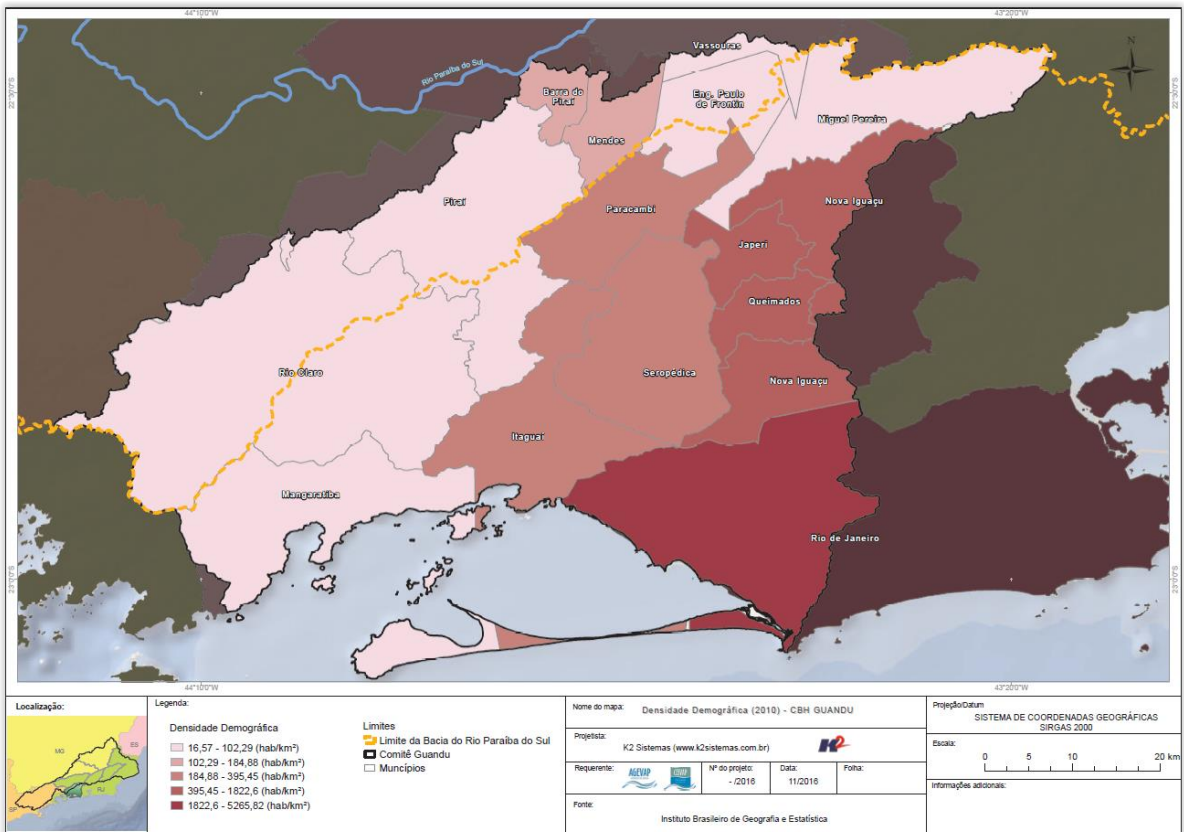 44°10'0"W
43°20'0"W
22°30'0"S
22°30'0"S
N
Rio Paraíba do Sul
Vassouras
Barra do
Piraí
Eng. Paulo
de Frontin
Miguel Pereira
Mendes
Piraí
Paracambi
Nova Iguaçu
Japeri
Queimados
Rio Claro
Seropédica
Nova Iguaçu
Itaguaí
Mangaratiba
Rio de Janeiro
23°0'0"S
23°0'0"S
44°10'0"W
43°20'0"W
Localização:
MG
ES
RJ
SP
Legenda:
Densidade Demográfica
16,57 - 102,29 (hab/km²)
102,29 - 184,88 (hab/km²)
184,88 - 395,45 (hab/km²)
395,45 - 1822,6 (hab/km²)
1822,6 - 5265,82 (hab/km²)
Limites
Limite da Bacia do Rio Paraíba do Sul
Comitê Guandu
Muncípios
Nome do mapa: Densidade Demográfica (2010) - CBH GUANDU
Projetista:
K2 Sistemas (www.k2sistemas.com.br)
K2
Requerente:
AGEVAP
Nº do projeto:
- /2016
Data:
11/2016
Folha:
Fonte:
Instituto Brasileiro de Geografia e Estatística
Projeção/Datum
SISTEMA DE COORDENADAS GEOGRÁFICAS
SIRGAS 2000
Escala:
0 5 10 20 km
Informações adicionais: